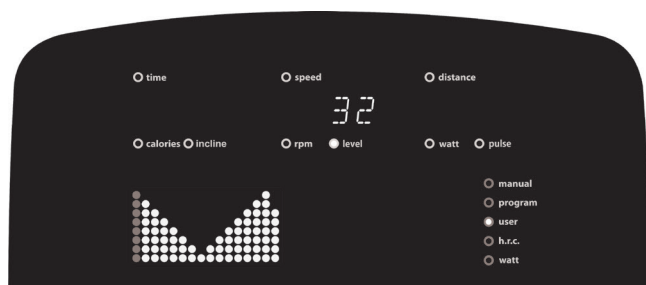 time speed distance
32
calories incline rpm level watt pulse
manual
program
user
h.r.c.
watt